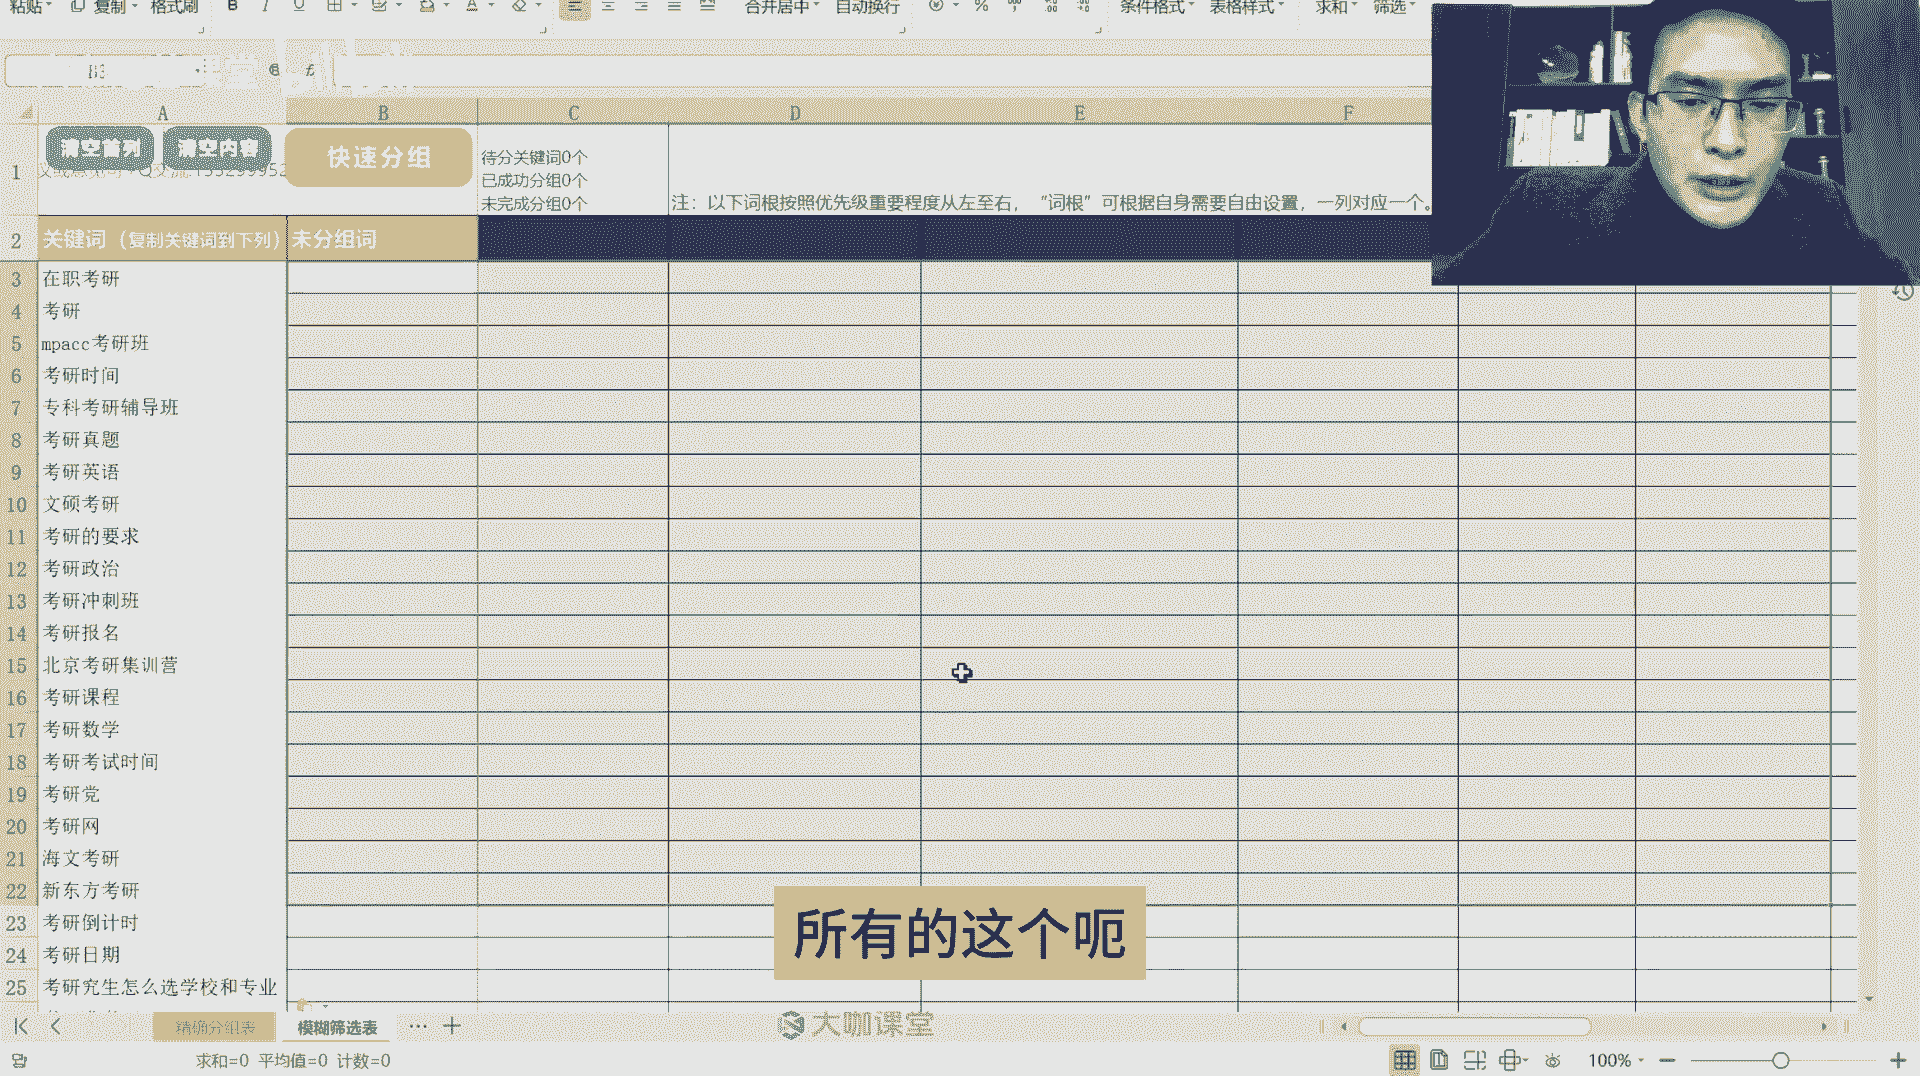 粘贴 复制 格式刷 B I U A 合并居中 自动换行 % 条件格式 表格样式 求和 筛选
B3 f
A B C D E F
清空首列 清空内容 快速分组
待分关键词0个
已成功分组0个
未完成分组0个
1
注：以下词根按照优先级重要程度从左至右，“词根”可根据自身需要自由设置，一列对应一个。
2 关键词（复制关键词到下列） 未分组词
3 在职考研
4 考研
5 mpacc考研班
6 考研时间
7 专科考研辅导班
8 考研真题
9 考研英语
10 文硕考研
11 考研的要求
12 考研政治
13 考研冲刺班
14 考研报名
15 北京考研集训营
16 考研课程
17 考研数学
18 考研考试时间
19 考研党
20 考研网
21 海文考研
22 新东方考研
23 考研倒计时
24 考研日期
25 考研究生怎么选学校和专业
所有的这个呃
精确分组表 模糊筛选表 ··· +
大咖课堂
求和=0 平均值=0 计数=0 100%